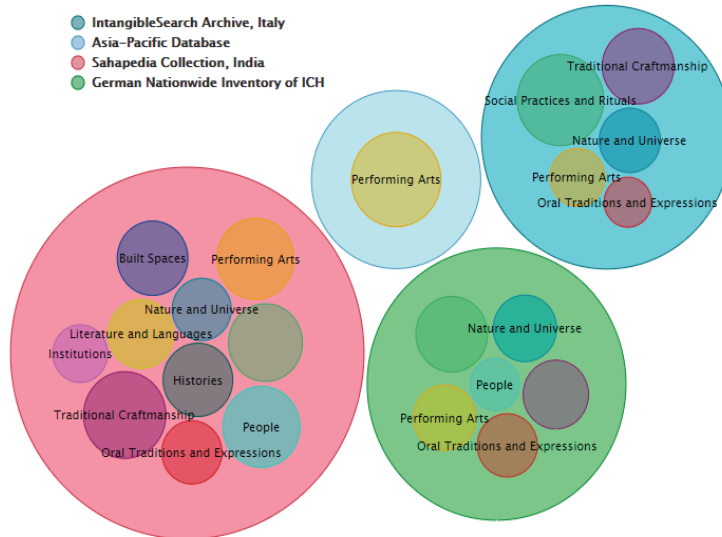 IntangibleSearch Archive, Italy
Asia-Pacific Database
Sahapedia Collection, India
German Nationwide Inventory of ICH
Traditional Craftmanship
Social Practices and Rituals
Nature and Universe
Performing Arts
Oral Traditions and Expressions
Performing Arts
Built Spaces
Performing Arts
Nature and Universe
Literature and Languages
Institutions
Histories
Traditional Craftmanship
People
Oral Traditions and Expressions
Nature and Universe
People
Performing Arts
Oral Traditions and Expressions